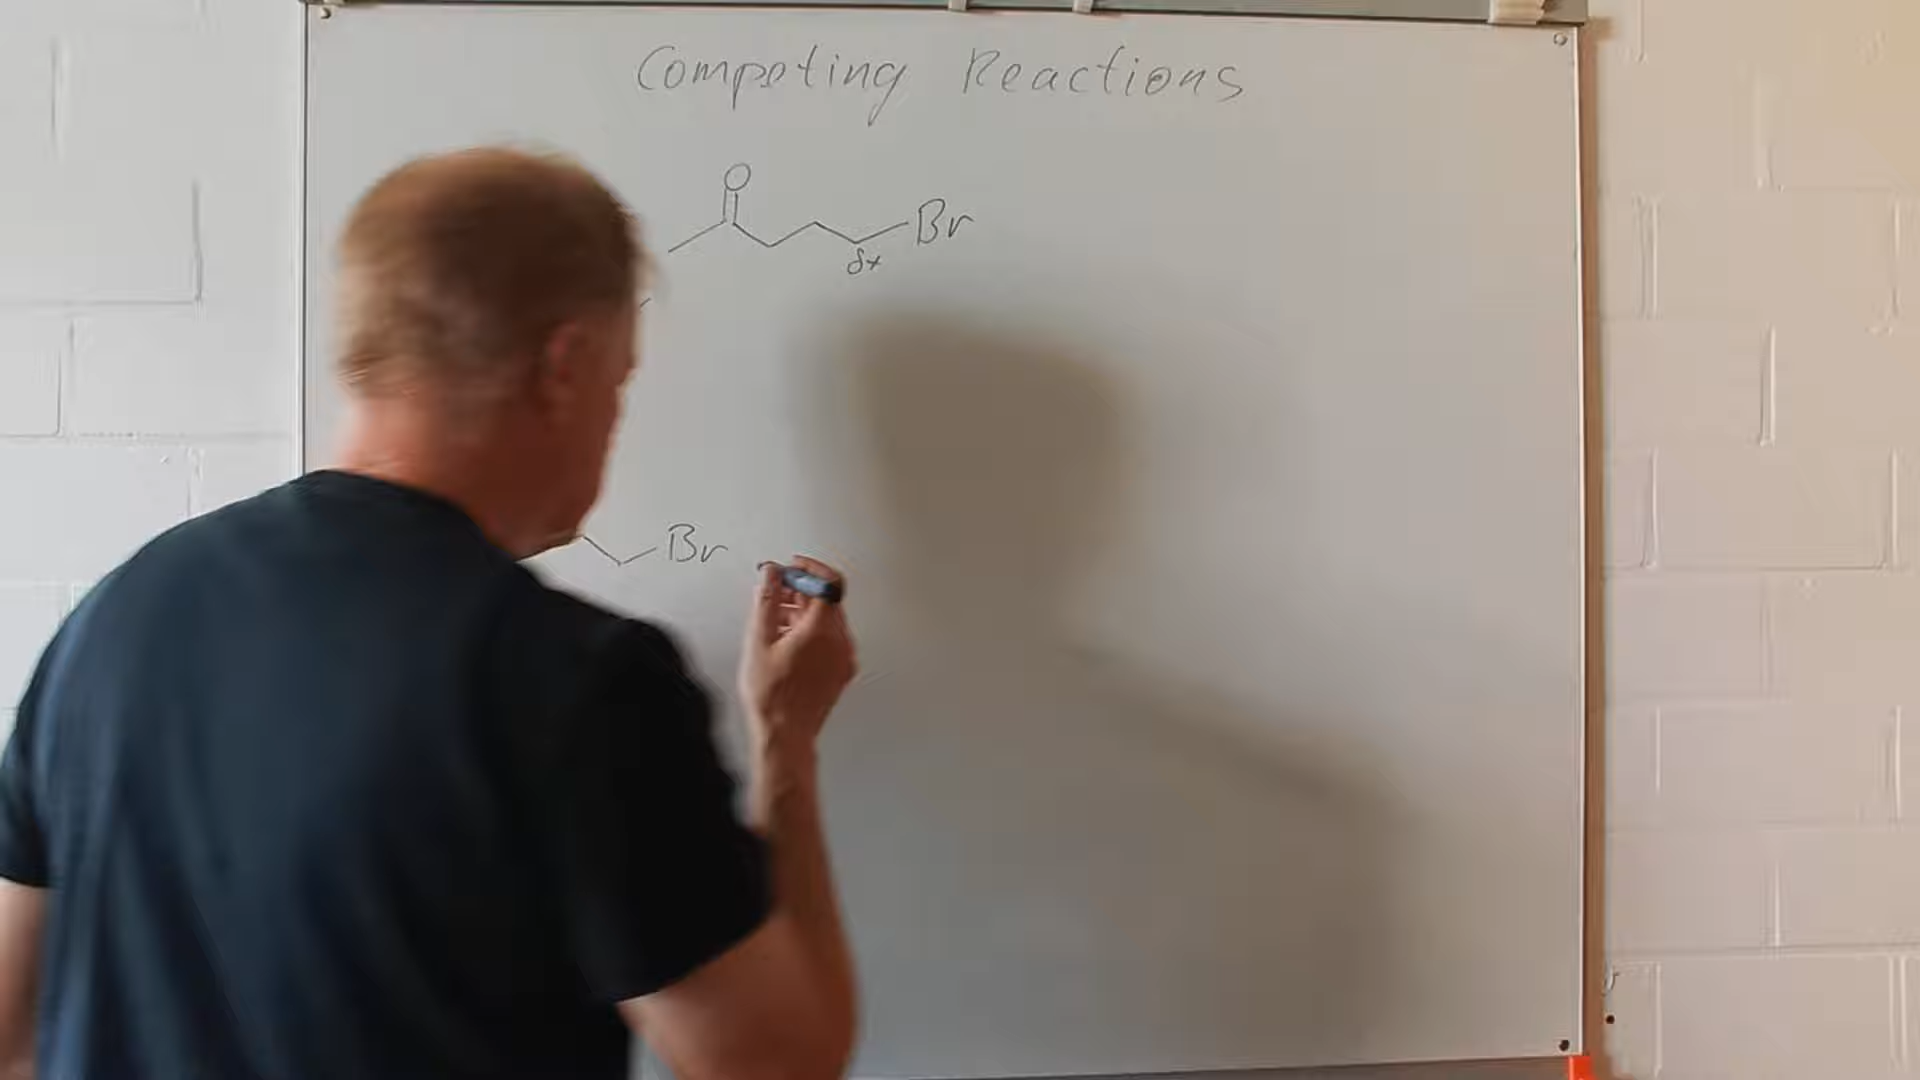 Competing Reactions
O
Br
δ+
Br